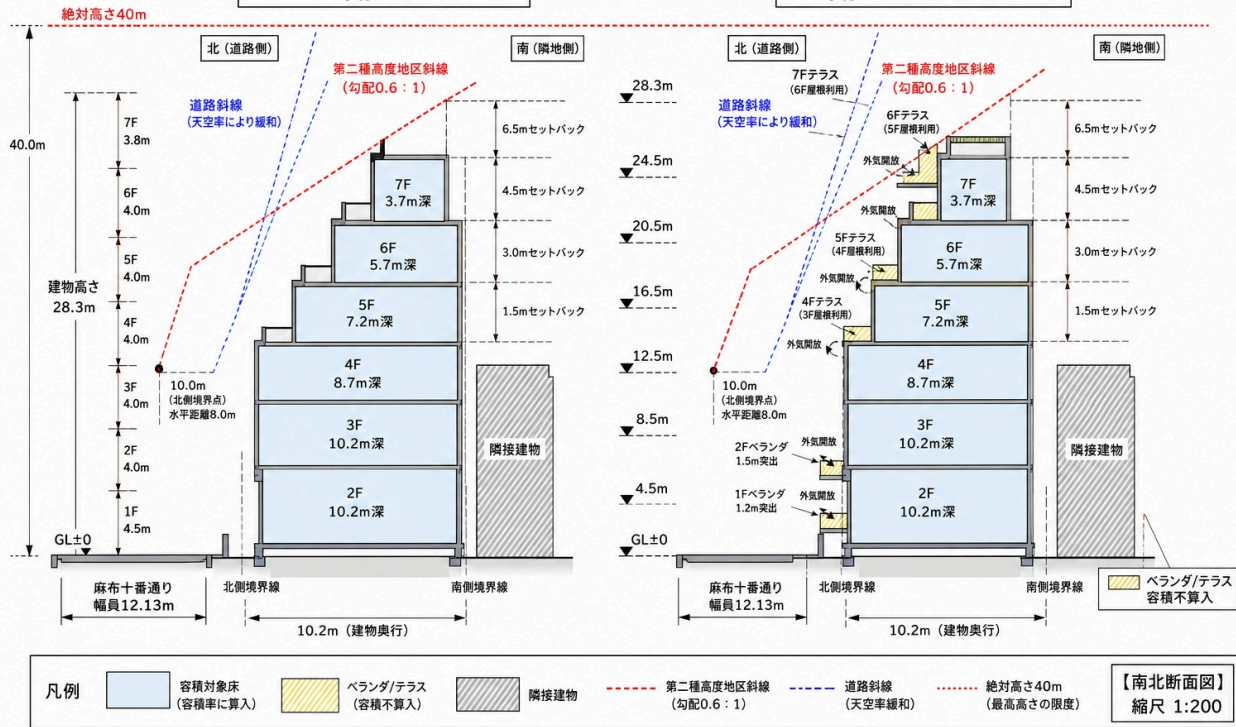 絶対高さ40m
北（道路側）
南（隣地側）
第二種高度地区斜線
（勾配0.6：1）
道路斜線
（天空率により緩和）
40.0m
建物高さ
28.3m
7F
3.8m
6F
4.0m
5F
4.0m
4F
4.0m
3F
4.0m
2F
4.0m
1F
4.5m
GL±0
10.0m
（北側境界点）
水平距離8.0m
7F
3.7m深
6F
5.7m深
5F
7.2m深
4F
8.7m深
3F
10.2m深
2F
10.2m深
6.5mセットバック
4.5mセットバック
3.0mセットバック
1.5mセットバック
隣接建物
麻布十番通り
幅員12.13m
北側境界線
南側境界線
10.2m（建物奥行）
北（道路側）
南（隣地側）
7Fテラス
（6F屋根利用）
第二種高度地区斜線
（勾配0.6：1）
道路斜線
（天空率により緩和）
6Fテラス
（5F屋根利用）
外気開放
外気開放
5Fテラス
（4F屋根利用）
外気開放
4Fテラス
（3F屋根利用）
外気開放
28.3m
24.5m
20.5m
16.5m
12.5m
8.5m
4.5m
GL±0
10.0m
（北側境界点）
水平距離8.0m
2Fベランダ
1.5m突出
外気開放
1Fベランダ
1.2m突出
外気開放
7F
3.7m深
6F
5.7m深
5F
7.2m深
4F
8.7m深
3F
10.2m深
2F
10.2m深
6.5mセットバック
4.5mセットバック
3.0mセットバック
1.5mセットバック
隣接建物
ベランダ/テラス
容積不算入
麻布十番通り
幅員12.13m
北側境界線
南側境界線
10.2m（建物奥行）
凡例
容積対象床
（容積率に算入）
ベランダ/テラス
（容積不算入）
隣接建物
第二種高度地区斜線
（勾配0.6：1）
道路斜線
（天空率緩和）
絶対高さ40m
（最高高さの限度）
【南北断面図】
縮尺 1:200